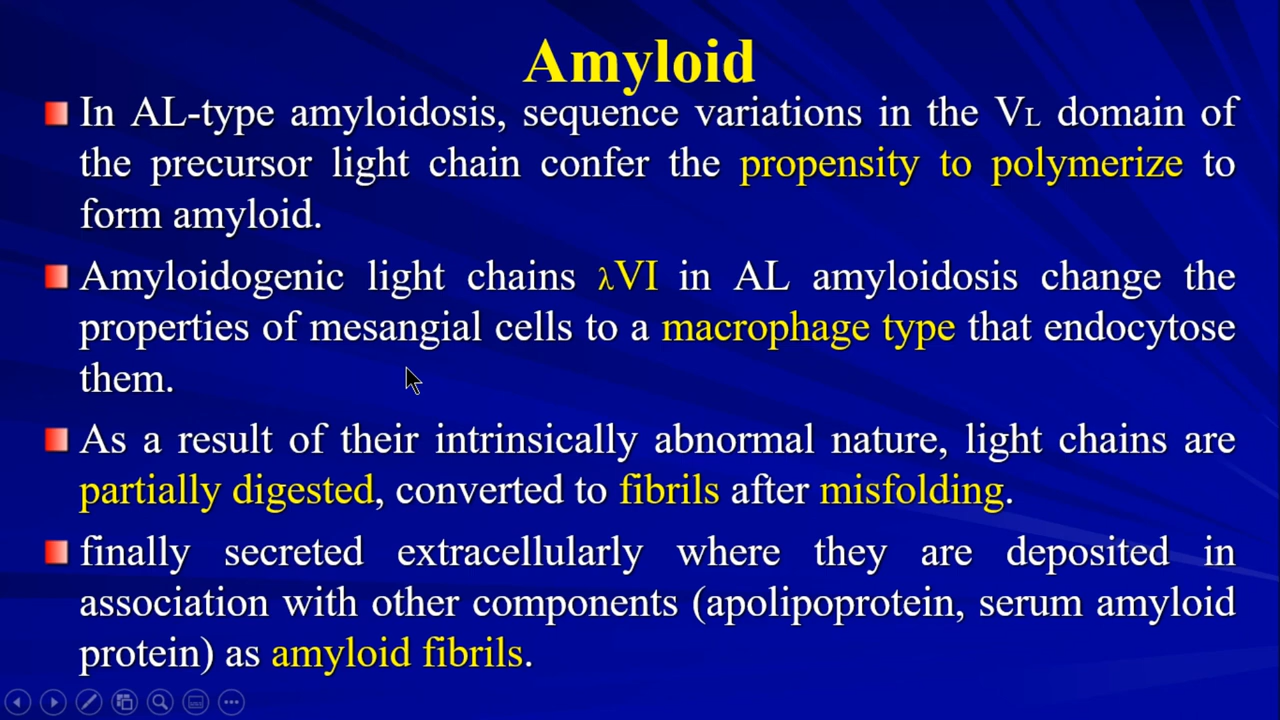 Amyloid
In AL-type amyloidosis, sequence variations in the VL domain of
the precursor light chain confer the propensity to polymerize to
form amyloid.
Amyloidogenic light chains λVI in AL amyloidosis change the
properties of mesangial cells to a macrophage type that endocytose
them.
As a result of their intrinsically abnormal nature, light chains are
partially digested, converted to fibrils after misfolding.
finally secreted extracellularly where they are deposited in
association with other components (apolipoprotein, serum amyloid
protein) as amyloid fibrils.